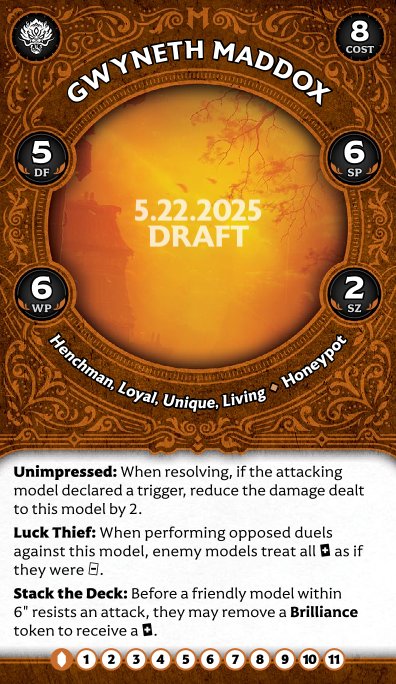 8
COST
GWYNETH MADDOX
5
DF
6
SP
5.22.2025
DRAFT
6
WP
2
SZ
Henchman, Loyal, Unique, Living ♦ Honeypot
Unimpressed: When resolving, if the attacking
model declared a trigger, reduce the damage dealt
to this model by 2.
Luck Thief: When performing opposed duels
against this model, enemy models treat all + as if
they were −.
Stack the Deck: Before a friendly model within
6" resists an attack, they may remove a Brilliance
token to receive a +.
1 2 3 4 5 6 7 8 9 10 11